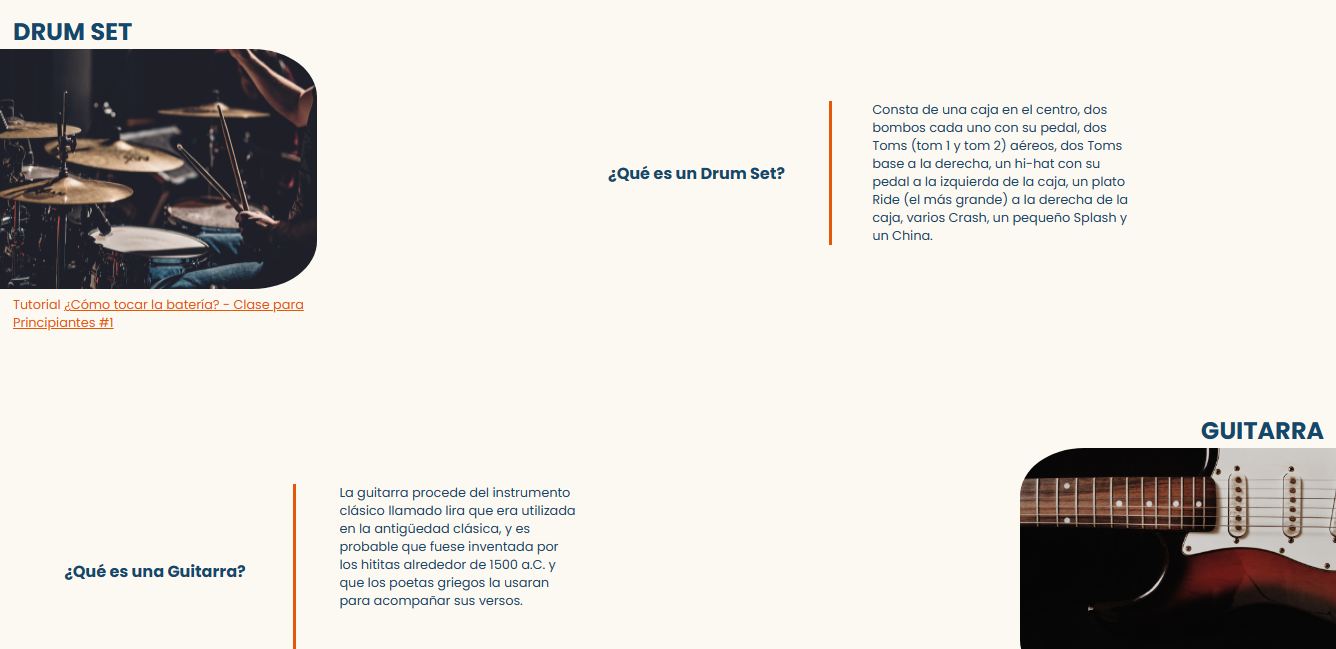 DRUM SET
¿Qué es un Drum Set?
Consta de una caja en el centro, dos
bombos cada uno con su pedal, dos
Toms (tom 1 y tom 2) aéreos, dos Toms
base a la derecha, un hi-hat con su
pedal a la izquierda de la caja, un plato
Ride (el más grande) a la derecha de la
caja, varios Crash, un pequeño Splash y
un China.
Tutorial ¿Cómo tocar la batería? - Clase para
Principiantes #1
GUITARRA
¿Qué es una Guitarra?
La guitarra procede del instrumento
clásico llamado lira que era utilizada
en la antigüedad clásica, y es
probable que fuese inventada por
los hititas alrededor de 1500 a.C. y
que los poetas griegos la usaran
para acompañar sus versos.